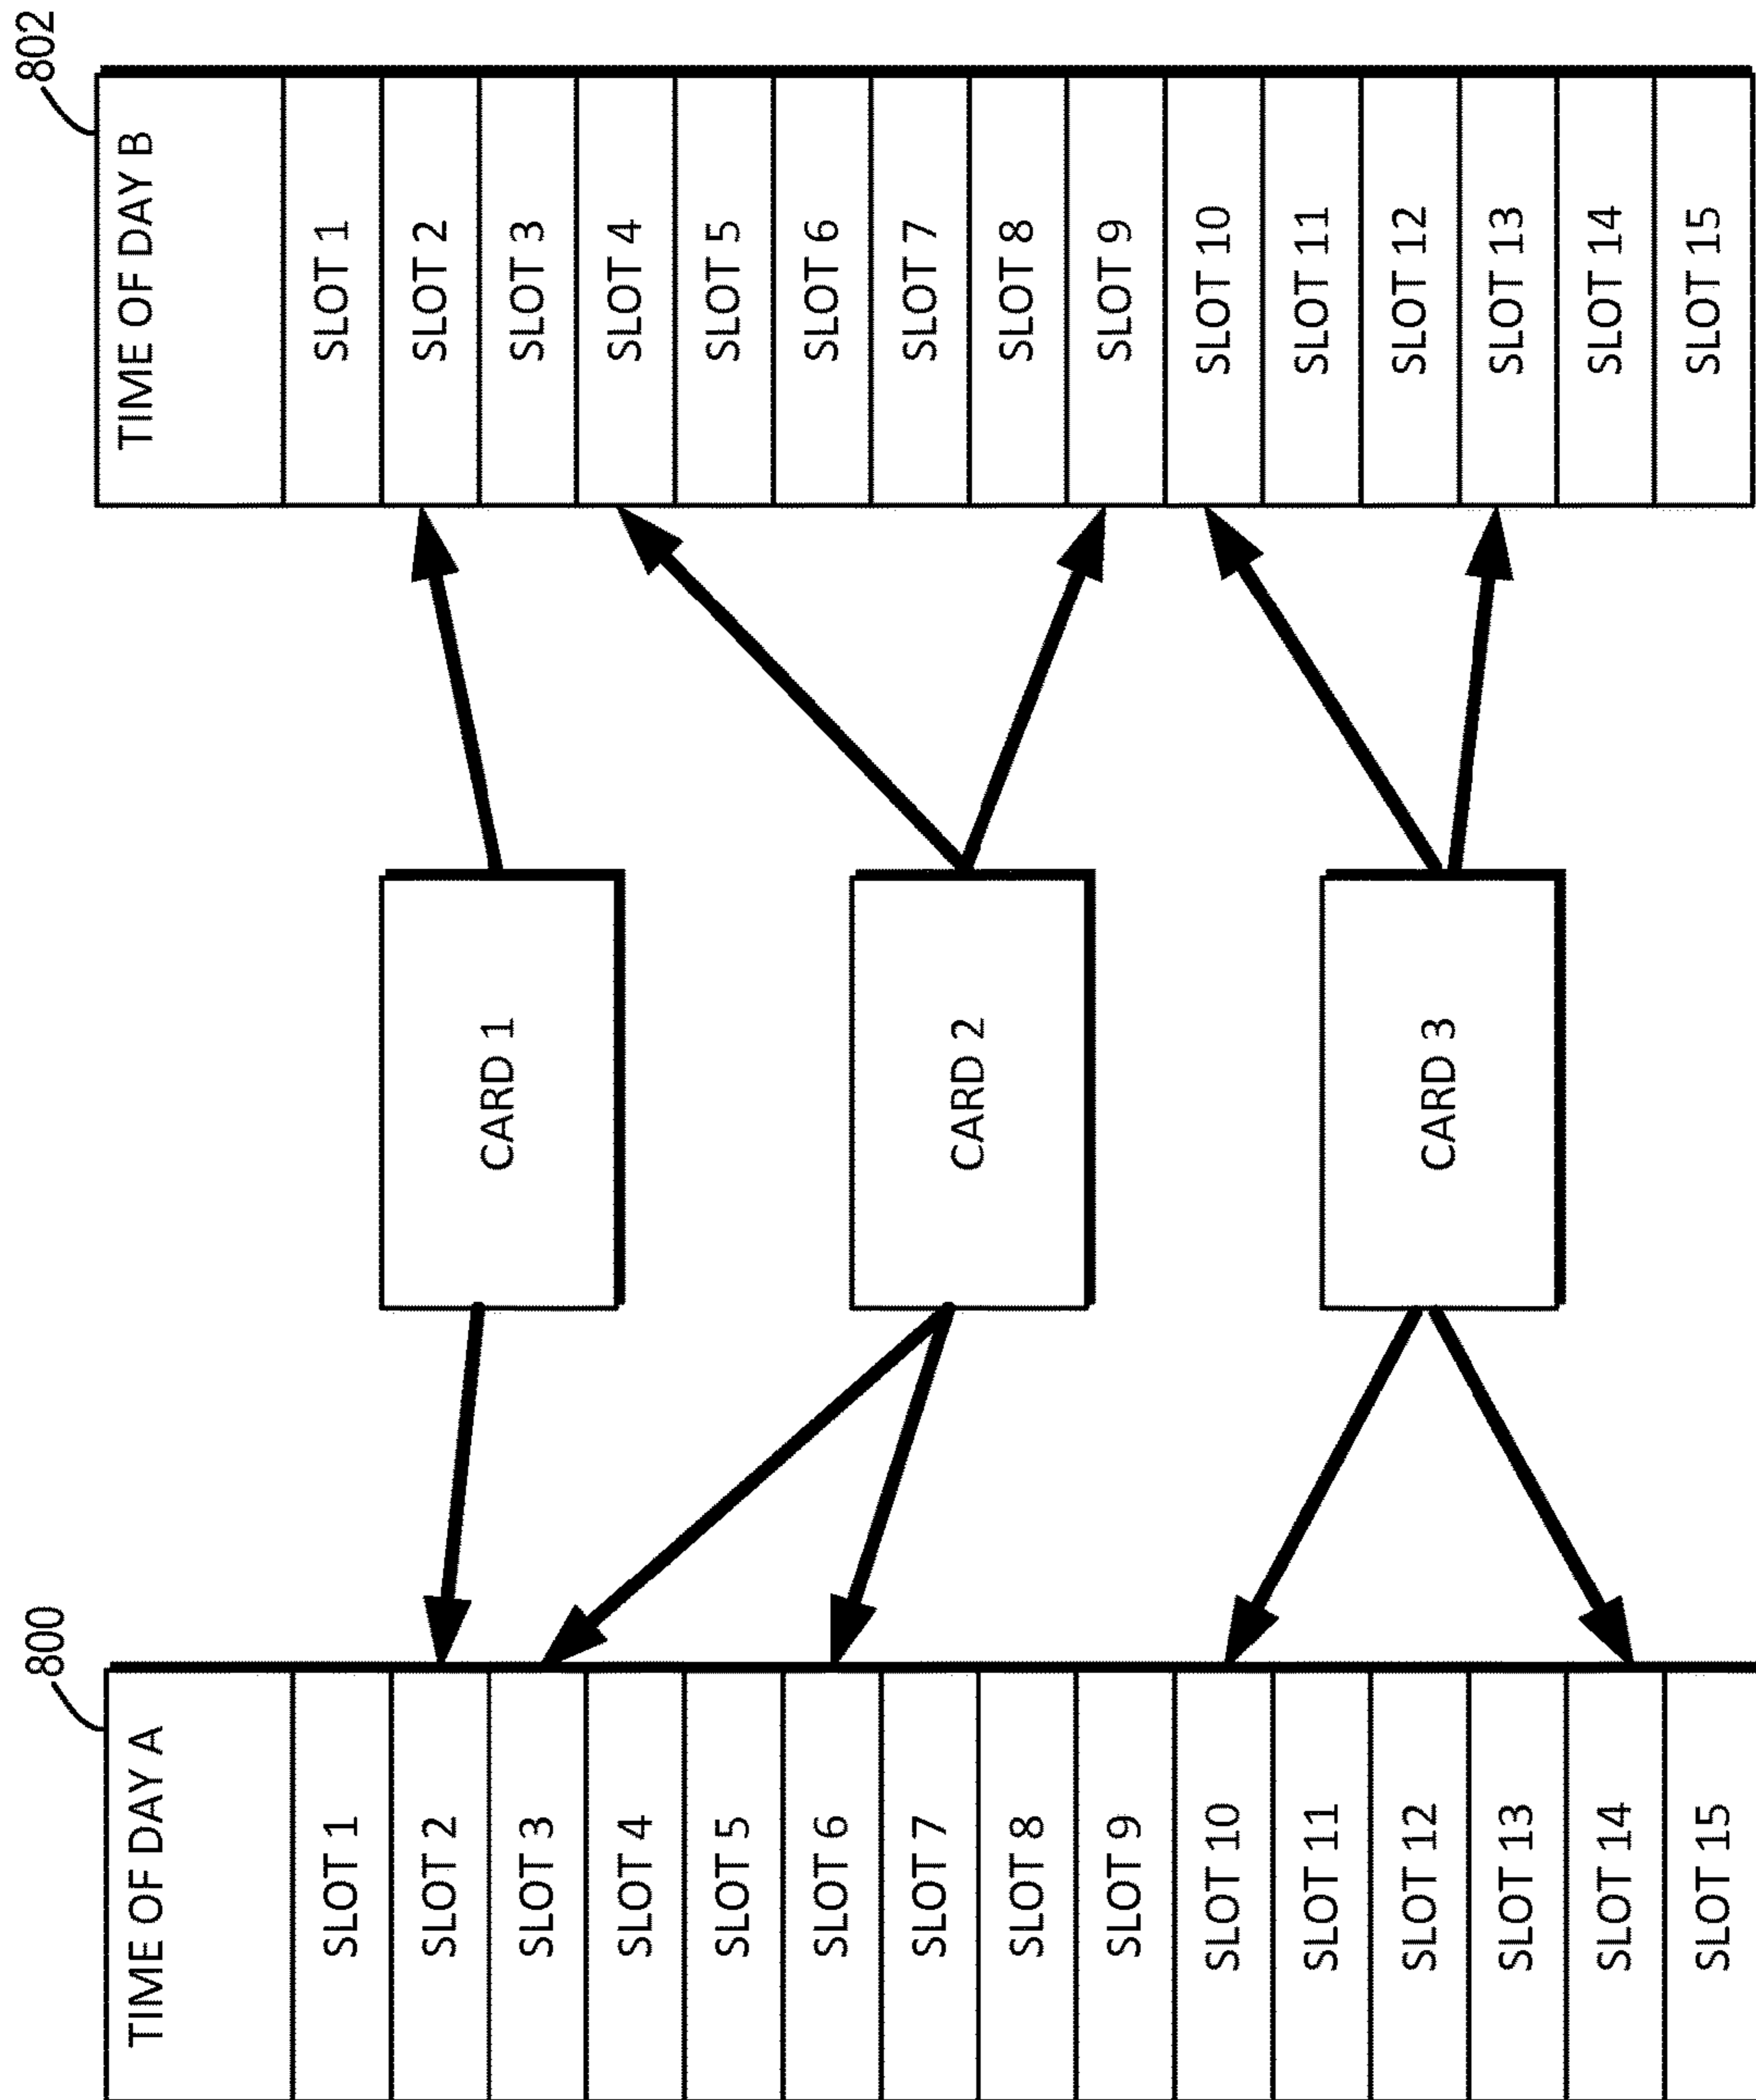 800
TIME OF DAY A
SLOT 1
SLOT 2
SLOT 3
SLOT 4
SLOT 5
SLOT 6
SLOT 7
SLOT 8
SLOT 9
SLOT 10
SLOT 11
SLOT 12
SLOT 13
SLOT 14
SLOT 15
CARD 1
CARD 2
CARD 3
802
TIME OF DAY B
SLOT 1
SLOT 2
SLOT 3
SLOT 4
SLOT 5
SLOT 6
SLOT 7
SLOT 8
SLOT 9
SLOT 10
SLOT 11
SLOT 12
SLOT 13
SLOT 14
SLOT 15